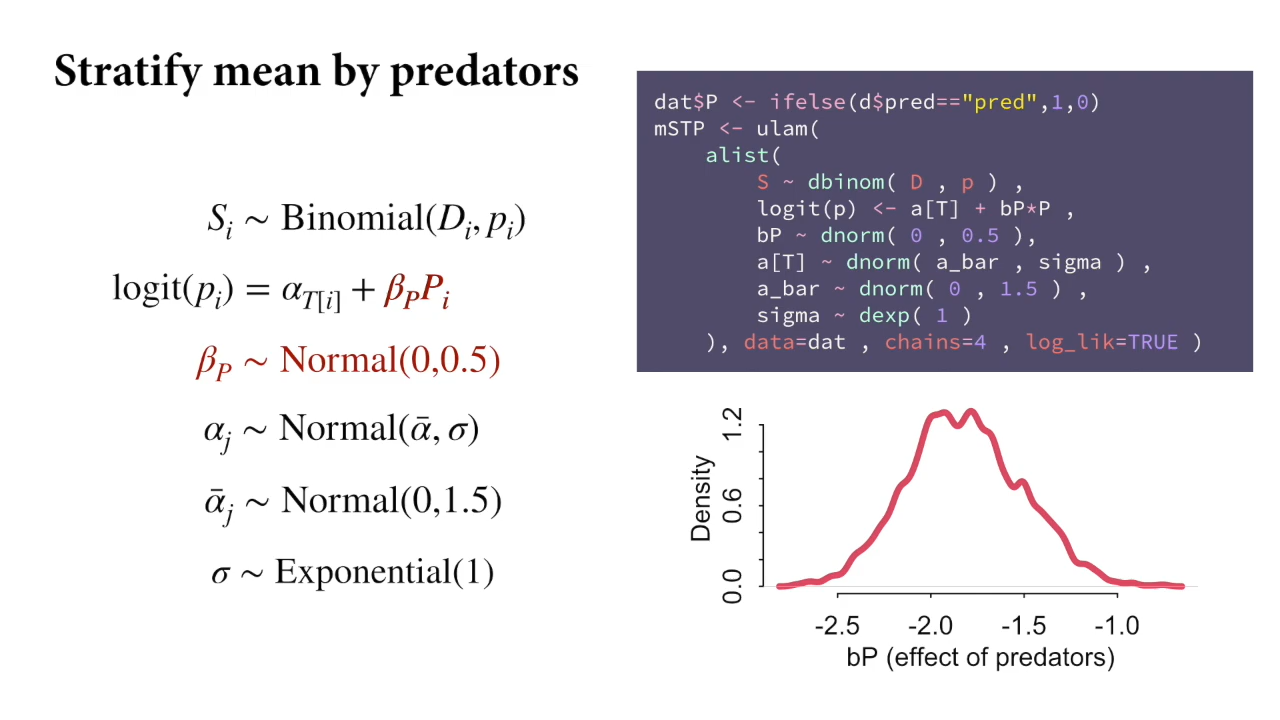 Stratify mean by predators
Sᵢ ~ Binomial(Dᵢ, pᵢ)
logit(pᵢ) = α_T[i] + β_P Pᵢ
β_P ~ Normal(0,0.5)
αⱼ ~ Normal(ᾱ, σ)
ᾱⱼ ~ Normal(0,1.5)
σ ~ Exponential(1)
dat$P <- ifelse(d$pred=="pred",1,0)
mSTP <- ulam(
    alist(
        S ~ dbinom( D , p ) ,
        logit(p) <- a[T] + bP*P ,
        bP ~ dnorm( 0 , 0.5 ),
        a[T] ~ dnorm( a_bar , sigma ) ,
        a_bar ~ dnorm( 0 , 1.5 ) ,
        sigma ~ dexp( 1 )
    ), data=dat , chains=4 , log_lik=TRUE )
Density
1.2
0.6
0.0
-2.5 -2.0 -1.5 -1.0
bP (effect of predators)